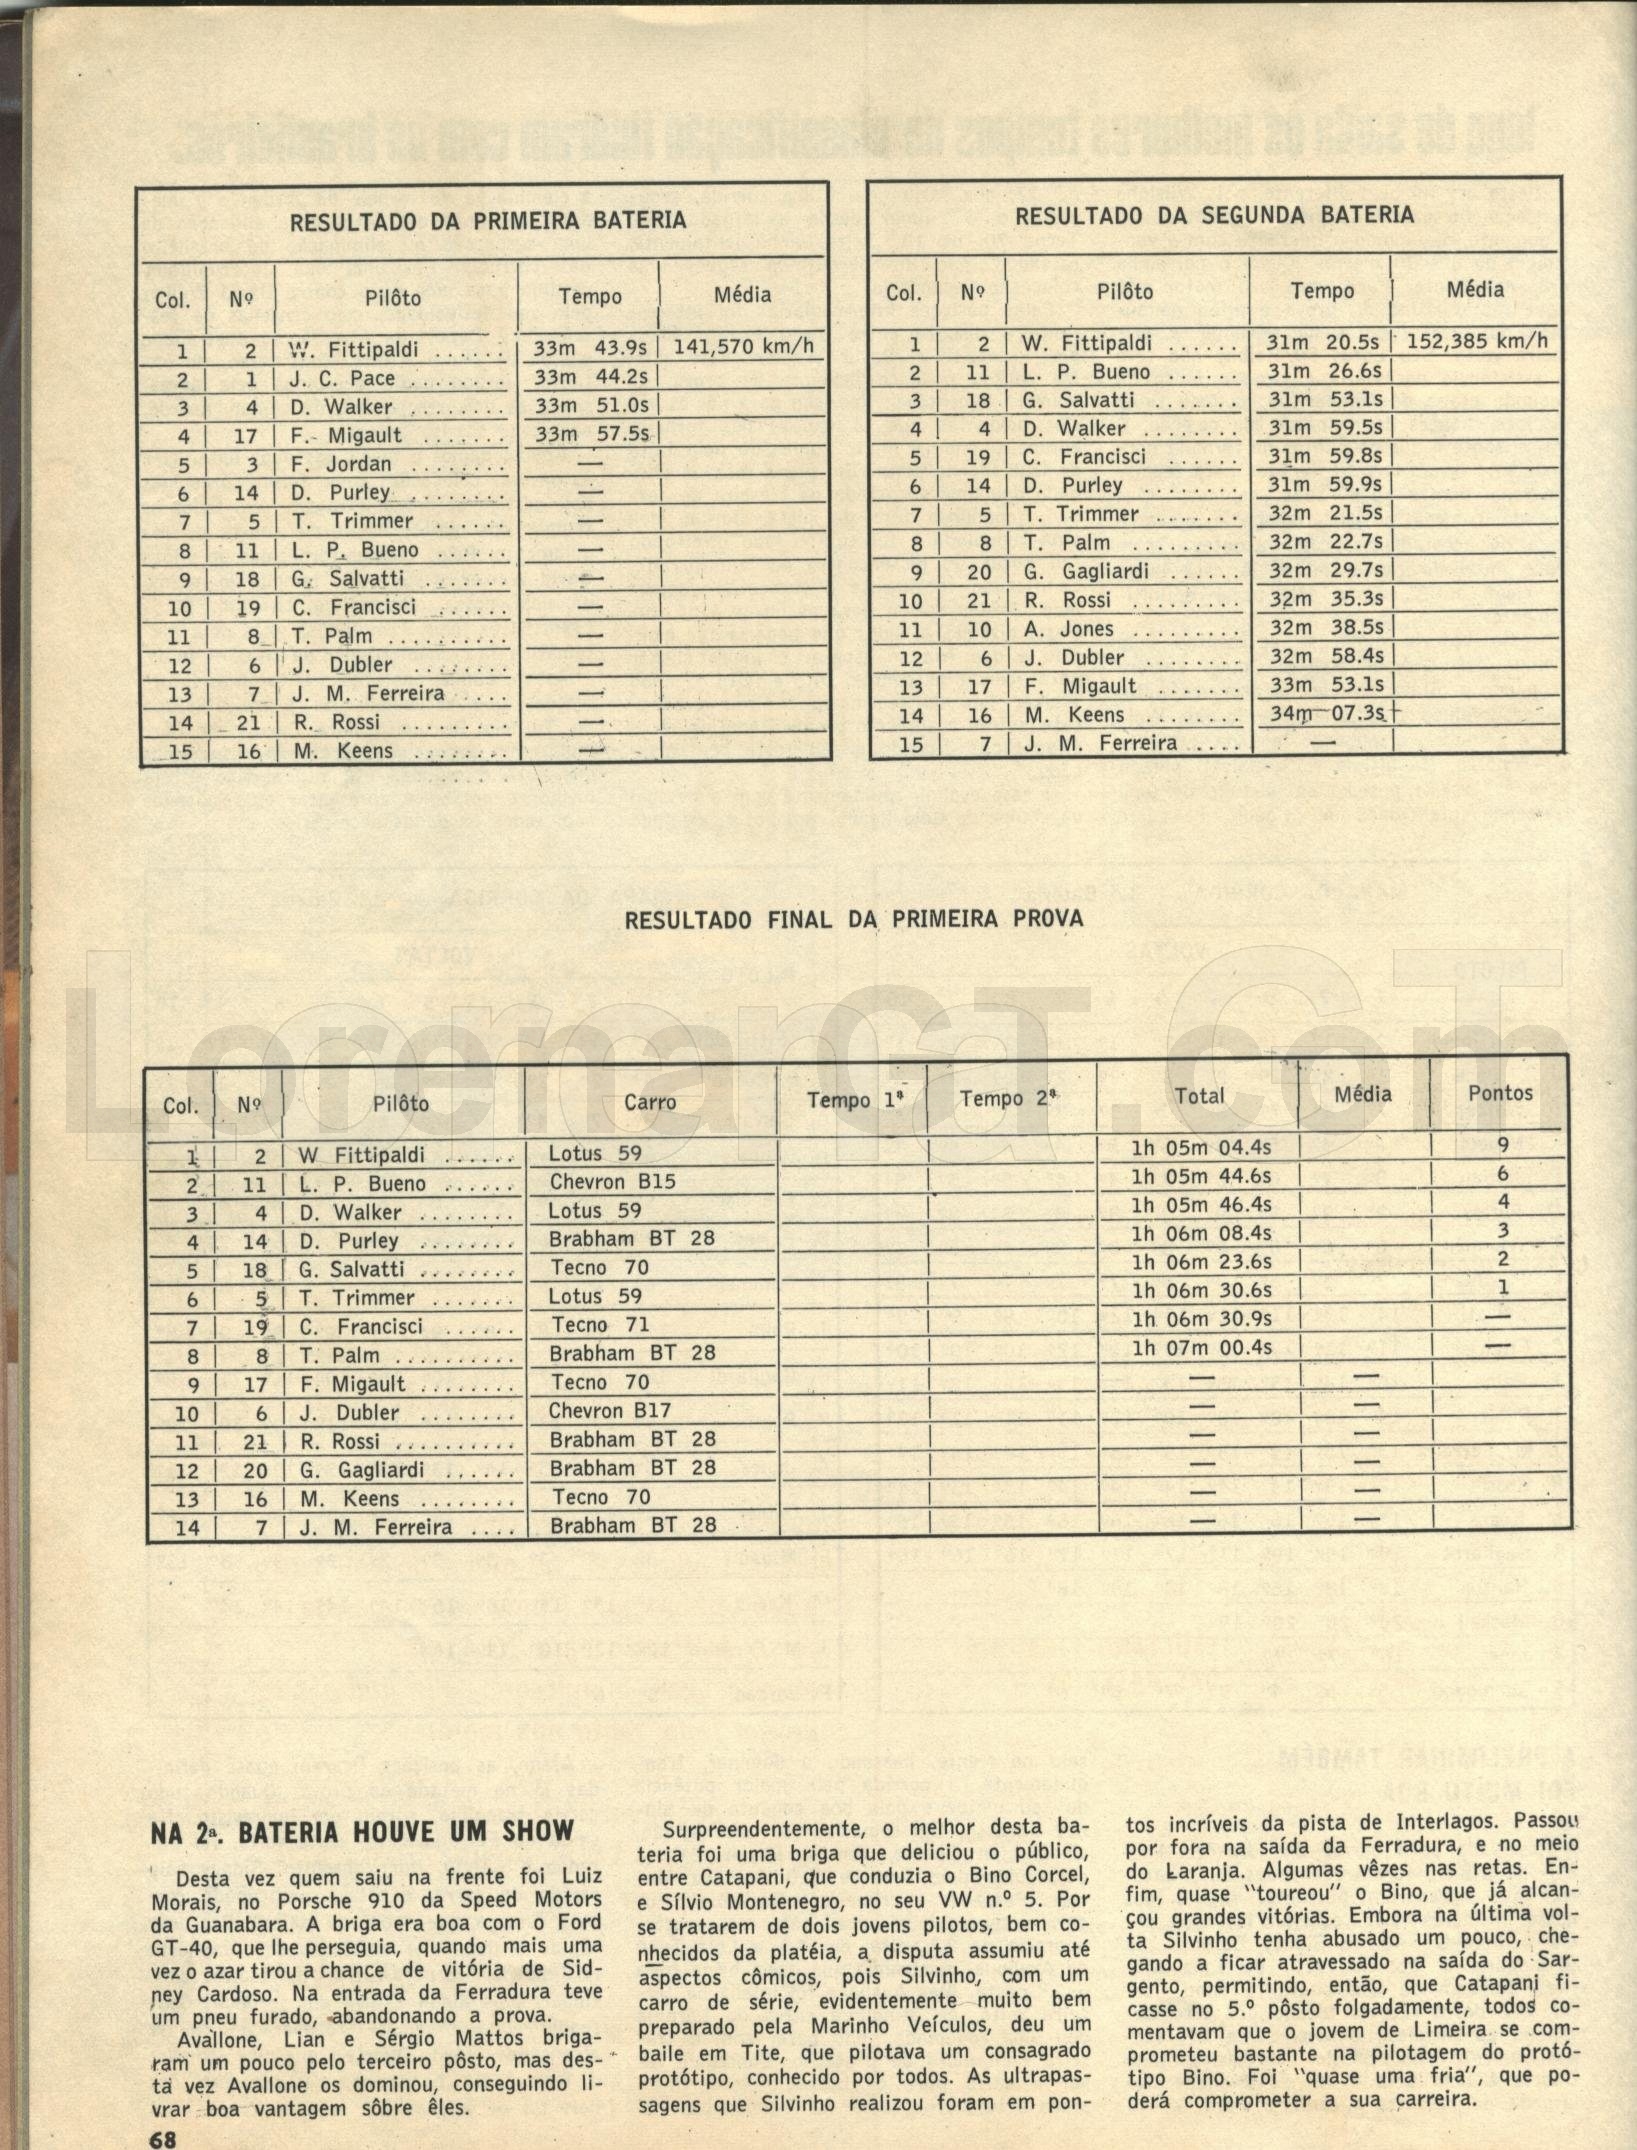 RESULTADO DA PRIMEIRA BATERIA
Col. Nº Pilôto Tempo Média
1 2 W. Fittipaldi ...... 33m 43.9s 141,570 km/h
2 1 J. C. Pace ........ 33m 44.2s
3 4 D. Walker ........ 33m 51.0s
4 17 F. Migault ....... 33m 57.5s
5 3 F. Jordan ........ —
6 14 D. Purley ........ —
7 5 T. Trimmer ...... —
8 11 L. P. Bueno ...... —
9 18 G. Salvatti ....... —
10 19 C. Francisci ...... —
11 8 T. Palm .......... —
12 6 J. Dubler ........ —
13 7 J. M. Ferreira .... —
14 21 R. Rossi ......... —
15 16 M. Keens ........ —
RESULTADO DA SEGUNDA BATERIA
Col. Nº Pilôto Tempo Média
1 2 W. Fittipaldi ...... 31m 20.5s 152,385 km/h
2 11 L. P. Bueno ...... 31m 26.6s
3 18 G. Salvatti ....... 31m 53.1s
4 4 D. Walker ........ 31m 59.5s
5 19 C. Francisci ...... 31m 59.8s
6 14 D. Purley ........ 31m 59.9s
7 5 T. Trimmer ....... 32m 21.5s
8 8 T. Palm ......... 32m 22.7s
9 20 G. Gagliardi ...... 32m 29.7s
10 21 R. Rossi ......... 32m 35.3s
11 10 A. Jones ......... 32m 38.5s
12 6 J. Dubler ........ 32m 58.4s
13 17 F. Migault ....... 33m 53.1s
14 16 M. Keens ........ 34m 07.3s
15 7 J. M. Ferreira .... —
RESULTADO FINAL DA PRIMEIRA PROVA
LoremanGT.com
Col. Nº Pilôto Carro Tempo 1ª Tempo 2ª Total Média Pontos
1 2 W Fittipaldi ...... Lotus 59 1h 05m 04.4s 9
2 11 L. P. Bueno ...... Chevron B15 1h 05m 44.6s 6
3 4 D. Walker ........ Lotus 59 1h 05m 46.4s 4
4 14 D. Purley ........ Brabham BT 28 1h 06m 08.4s 3
5 18 G. Salvatti ........ Tecno 70 1h 06m 23.6s 2
6 5 T. Trimmer ....... Lotus 59 1h 06m 30.6s 1
7 19 C. Francisci ...... Tecno 71 1h 06m 30.9s —
8 8 T. Palm .......... Brabham BT 28 1h 07m 00.4s —
9 17 F. Migault ........ Tecno 70 — —
10 6 J. Dubler ........ Chevron B17 — —
11 21 R. Rossi .......... Brabham BT 28 — —
12 20 G. Gagliardi ...... Brabham BT 28 — —
13 16 M. Keens ........ Tecno 70 — —
14 7 J. M. Ferreira .... Brabham BT 28 — —
NA 2ª. BATERIA HOUVE UM SHOW
Desta vez quem saiu na frente foi Luiz
Morais, no Porsche 910 da Speed Motors
da Guanabara. A briga era boa com o Ford
GT-40, que lhe perseguia, quando mais uma
vez o azar tirou a chance de vitória de Sid-
ney Cardoso. Na entrada da Ferradura teve
um pneu furado, abandonando a prova.
Avallone, Lian e Sérgio Mattos briga-
ram um pouco pelo terceiro pôsto, mas des-
ta vez Avallone os dominou, conseguindo li-
vrar boa vantagem sôbre êles.
Surpreendentemente, o melhor desta ba-
teria foi uma briga que deliciou o público,
entre Catapani, que conduzia o Bino Corcel,
e Sílvio Montenegro, no seu VW n.º 5. Por
se tratarem de dois jovens pilotos, bem co-
nhecidos da platéia, a disputa assumiu até
aspectos cômicos, pois Silvinho, com um
carro de série, evidentemente muito bem
preparado pela Marinho Veículos, deu um
baile em Tite, que pilotava um consagrado
protótipo, conhecido por todos. As ultrapas-
sagens que Silvinho realizou foram em pon-
tos incríveis da pista de Interlagos. Passou
por fora na saída da Ferradura, e no meio
do Laranja. Algumas vêzes nas retas. En-
fim, quase "toureou" o Bino, que já alcan-
çou grandes vitórias. Embora na última vol-
ta Silvinho tenha abusado um pouco, che-
gando a ficar atravessado na saída do Sar-
gento, permitindo, então, que Catapani fi-
casse no 5.º pôsto folgadamente, todos co-
mentavam que o jovem de Limeira se com-
prometeu bastante na pilotagem do protó-
tipo Bino. Foi "quase uma fria", que po-
derá comprometer a sua carreira.
68